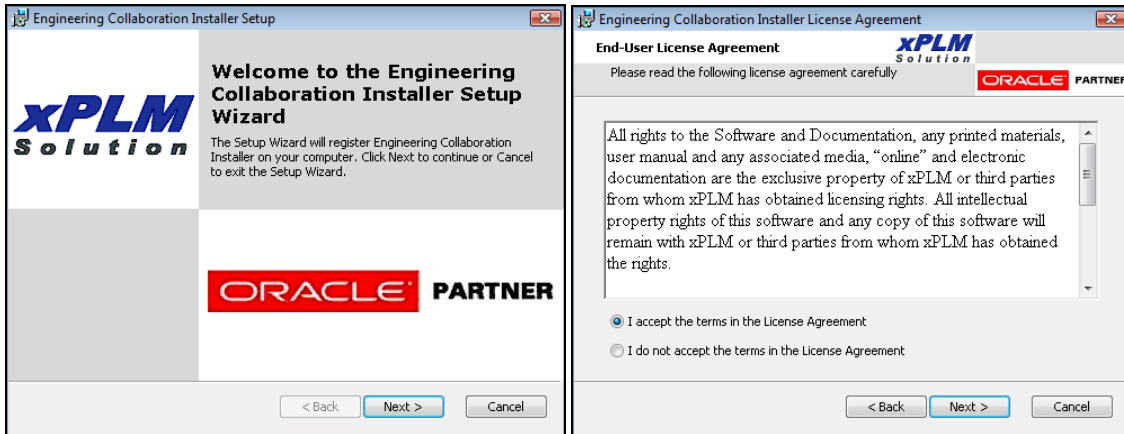 Engineering Collaboration Installer Setup
xPLM
Solution
Welcome to the Engineering
Collaboration Installer Setup
Wizard
The Setup Wizard will register Engineering Collaboration
Installer on your computer. Click Next to continue or Cancel
to exit the Setup Wizard.
ORACLE PARTNER
< Back Next > Cancel
Engineering Collaboration Installer License Agreement
End-User License Agreement
xPLM
Solution
Please read the following license agreement carefully
ORACLE PARTNER
All rights to the Software and Documentation, any printed materials,
user manual and any associated media, “online” and electronic
documentation are the exclusive property of xPLM or third parties
from whom xPLM has obtained licensing rights. All intellectual
property rights of this software and any copy of this software will
remain with xPLM or third parties from whom xPLM has obtained
the rights.
I accept the terms in the License Agreement
I do not accept the terms in the License Agreement
< Back Next > Cancel